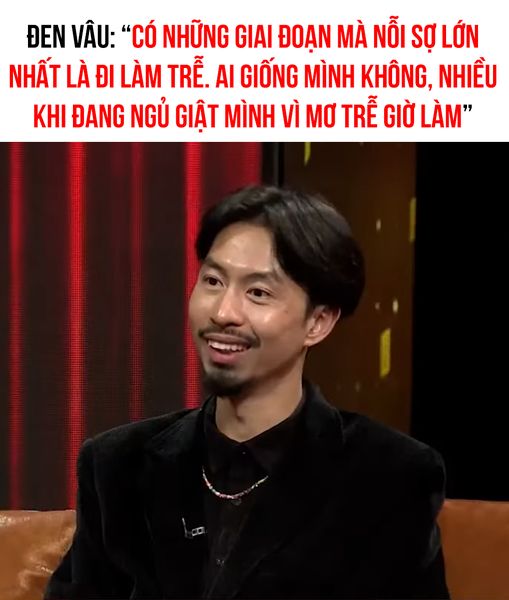 ĐEN VÂU: “CÓ NHỮNG GIAI ĐOẠN MÀ NỖI SỢ LỚN
NHẤT LÀ ĐI LÀM TRỄ. AI GIỐNG MÌNH KHÔNG, NHIỀU
KHI ĐANG NGỦ GIẬT MÌNH VÌ MƠ TRỄ GIỜ LÀM”